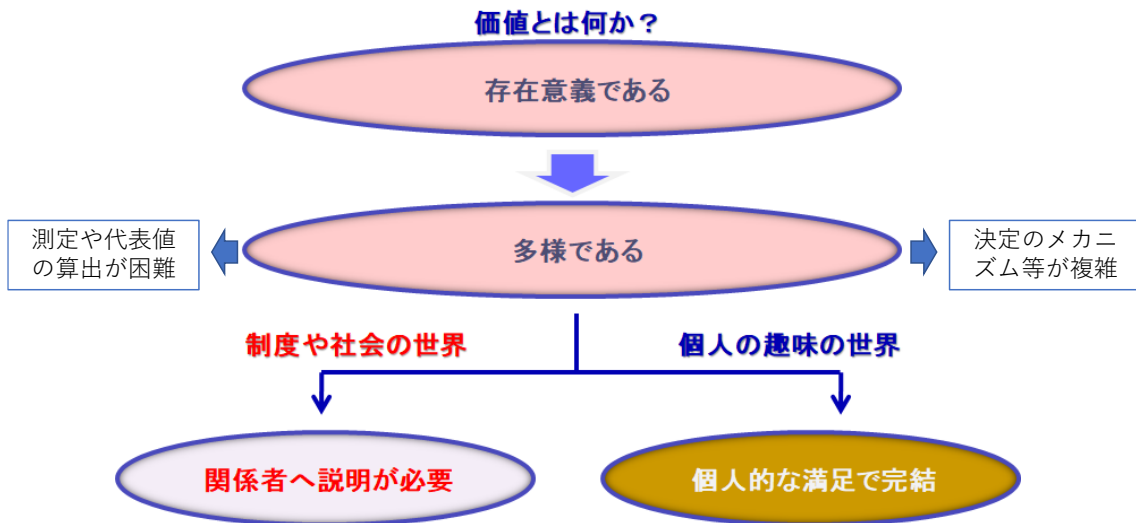 価値とは何か？
存在意義である
多様である
測定や代表値
の算出が困難
決定のメカニ
ズム等が複雑
制度や社会の世界
個人の趣味の世界
関係者へ説明が必要
個人的な満足で完結